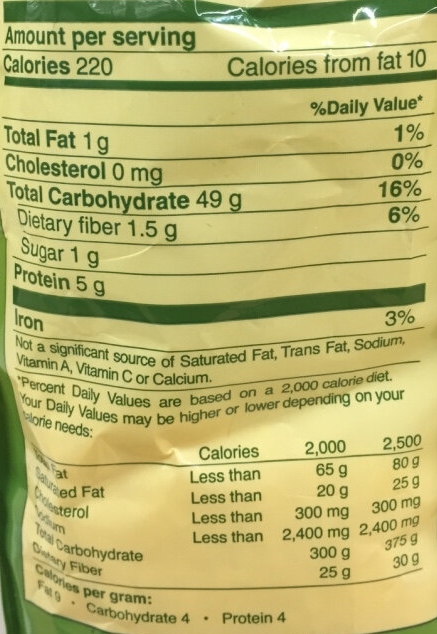 Amount per serving
Calories 220 Calories from fat 10
%Daily Value*
Total Fat 1 g 1%
Cholesterol 0 mg 0%
Total Carbohydrate 49 g 16%
Dietary fiber 1.5 g 6%
Sugar 1 g
Protein 5 g
Iron 3%
Not a significant source of Saturated Fat, Trans Fat, Sodium,
Vitamin A, Vitamin C or Calcium.
*Percent Daily Values are based on a 2,000 calorie diet.
Your Daily Values may be higher or lower depending on your
calorie needs:
Calories 2,000 2,500
Fat Less than 65 g 80 g
Saturated Fat Less than 20 g 25 g
Cholesterol Less than 300 mg 300 mg
Sodium Less than 2,400 mg 2,400 mg
Total Carbohydrate 300 g 375 g
Dietary Fiber 25 g 30 g
Calories per gram:
Fat 9 • Carbohydrate 4 • Protein 4